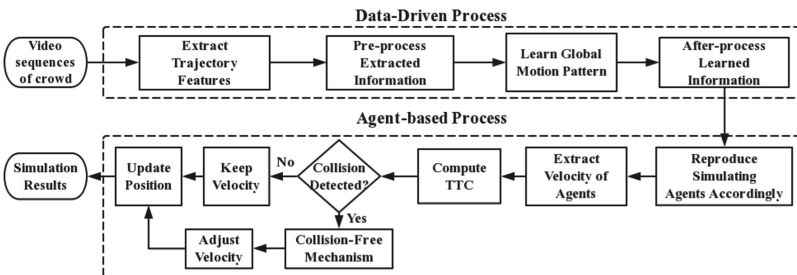 Data-Driven Process
Video
sequences
of crowd
Extract
Trajectory
Features
Pre-process
Extracted
Information
Learn Global
Motion Pattern
After-process
Learned
Information
Agent-based Process
Simulation
Results
Update
Position
Keep
Velocity
No
Collision
Detected?
Compute
TTC
Extract
Velocity of
Agents
Reproduce
Simulating
Agents Accordingly
Yes
Adjust
Velocity
Collision-Free
Mechanism